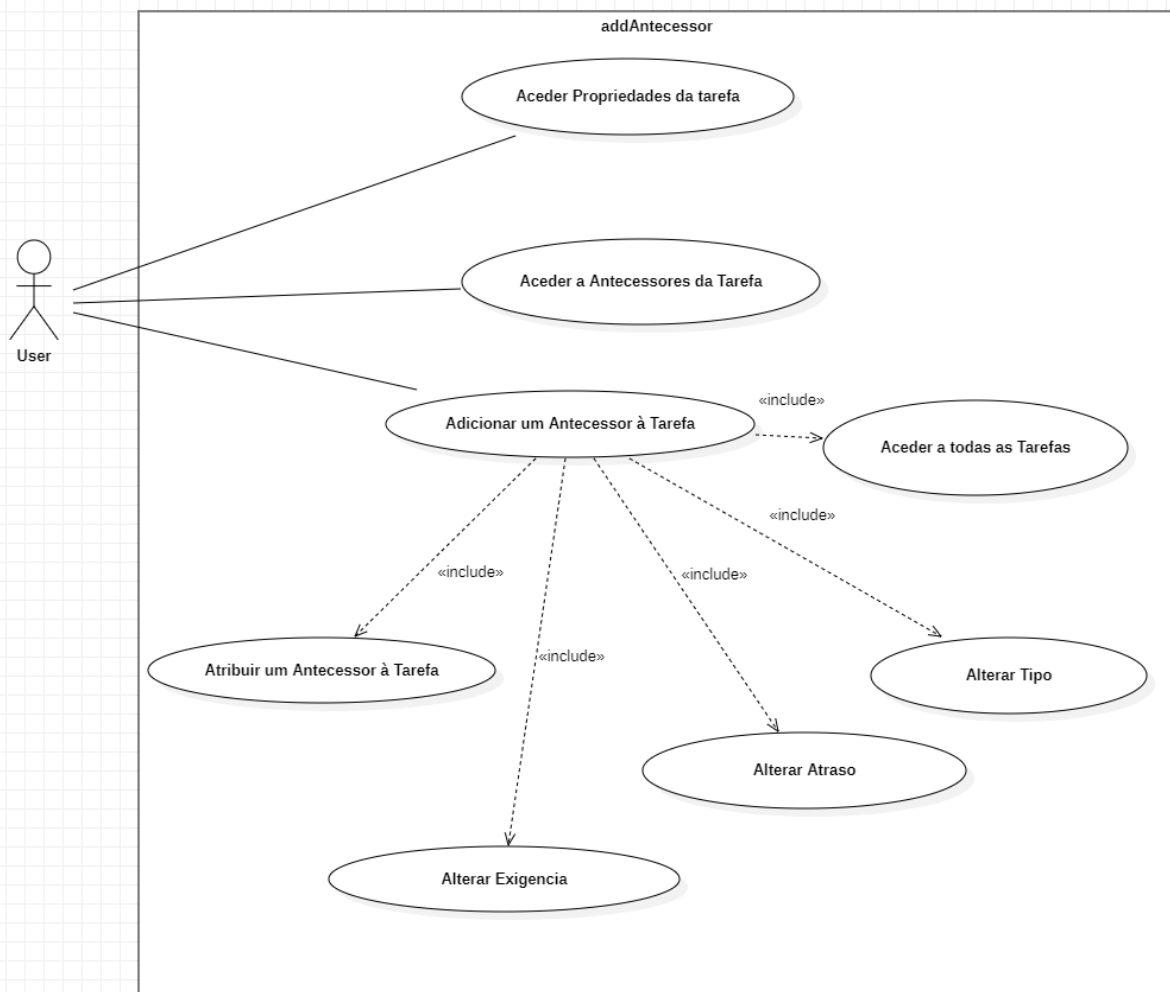 addAntecessor
Aceder Propriedades da tarefa
Aceder a Antecessores da Tarefa
User
Adicionar um Antecessor à Tarefa
«include»
Aceder a todas as Tarefas
«include»
«include»
«include»
«include»
Atribuir um Antecessor à Tarefa
Alterar Tipo
Alterar Atraso
Alterar Exigencia